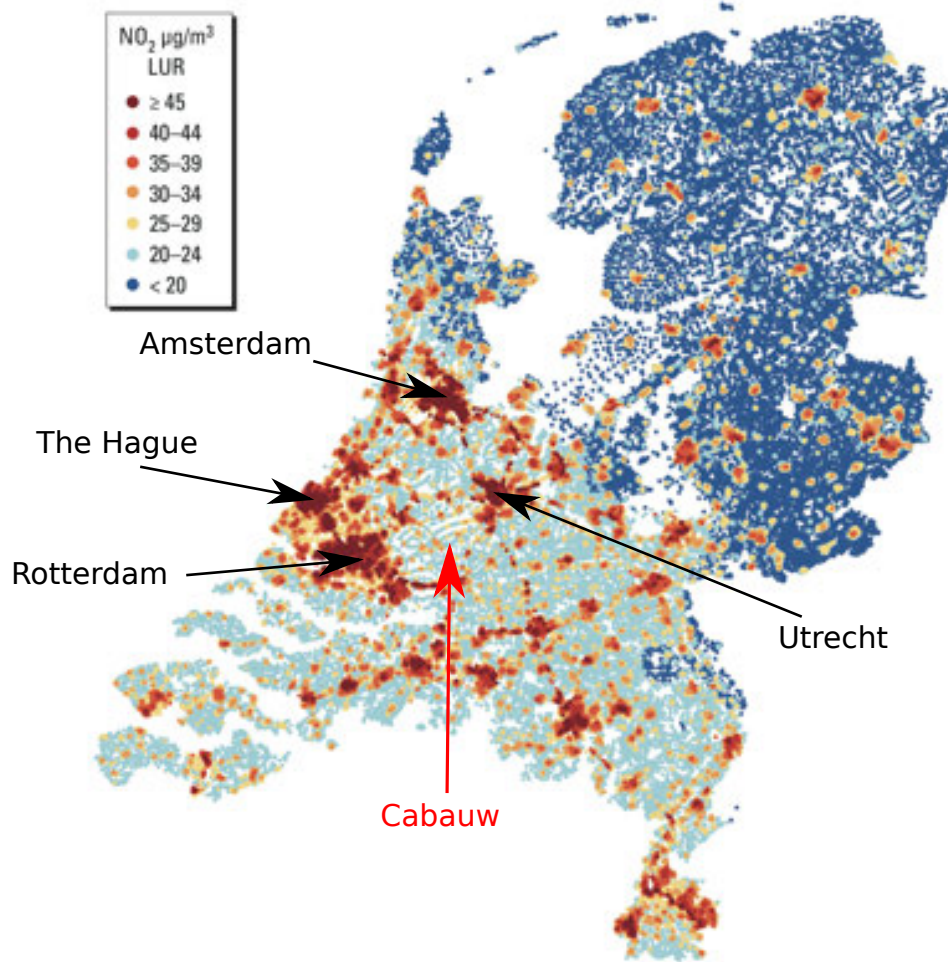 NO₂ µg/m³
LUR
≥ 45
40–44
35–39
30–34
25–29
20–24
< 20
Amsterdam
The Hague
Rotterdam
Utrecht
Cabauw